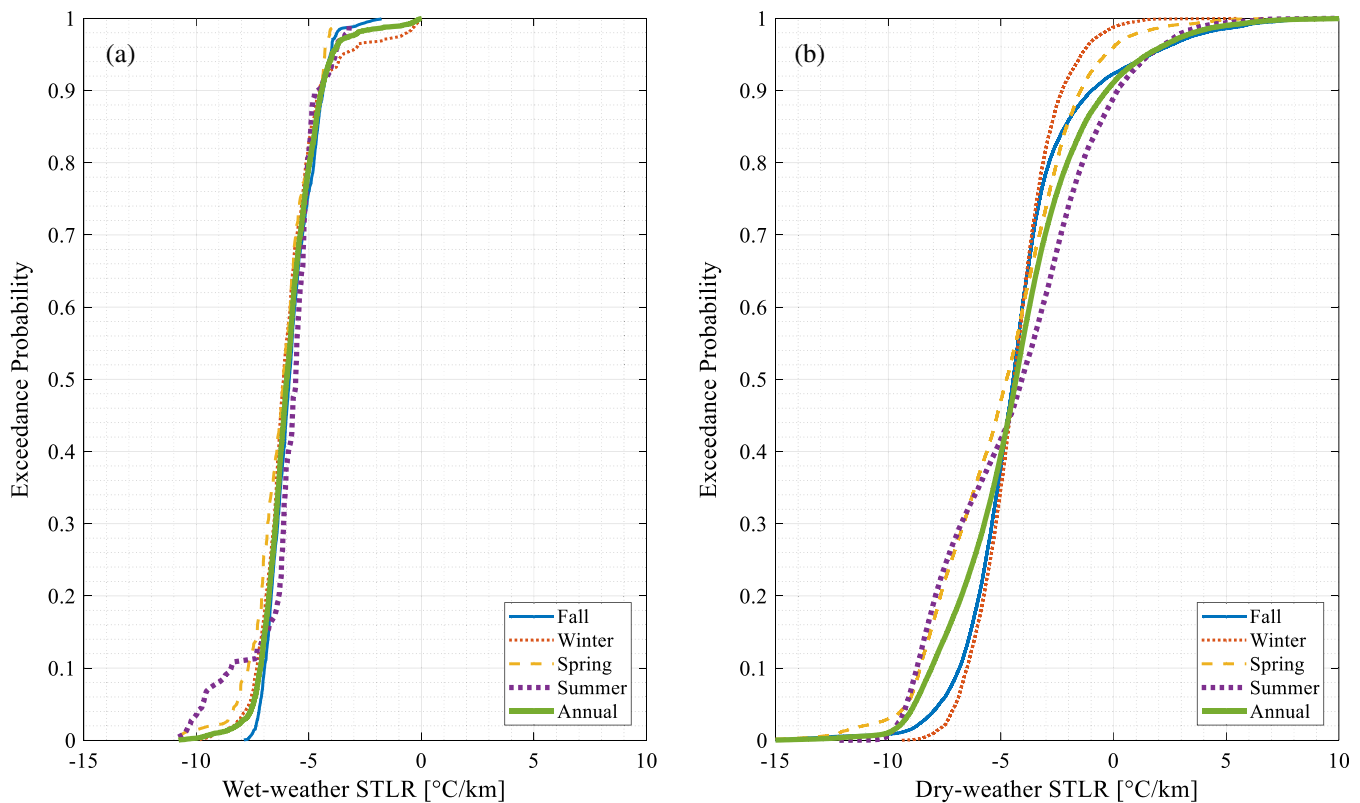 (a)
Exceedance Probability
1
0.9
0.8
0.7
0.6
0.5
0.4
0.3
0.2
0.1
0
-15
-10
-5
0
5
10
Wet-weather STLR [°C/km]
Fall
Winter
Spring
Summer
Annual
(b)
Exceedance Probability
1
0.9
0.8
0.7
0.6
0.5
0.4
0.3
0.2
0.1
0
-15
-10
-5
0
5
10
Dry-weather STLR [°C/km]
Fall
Winter
Spring
Summer
Annual